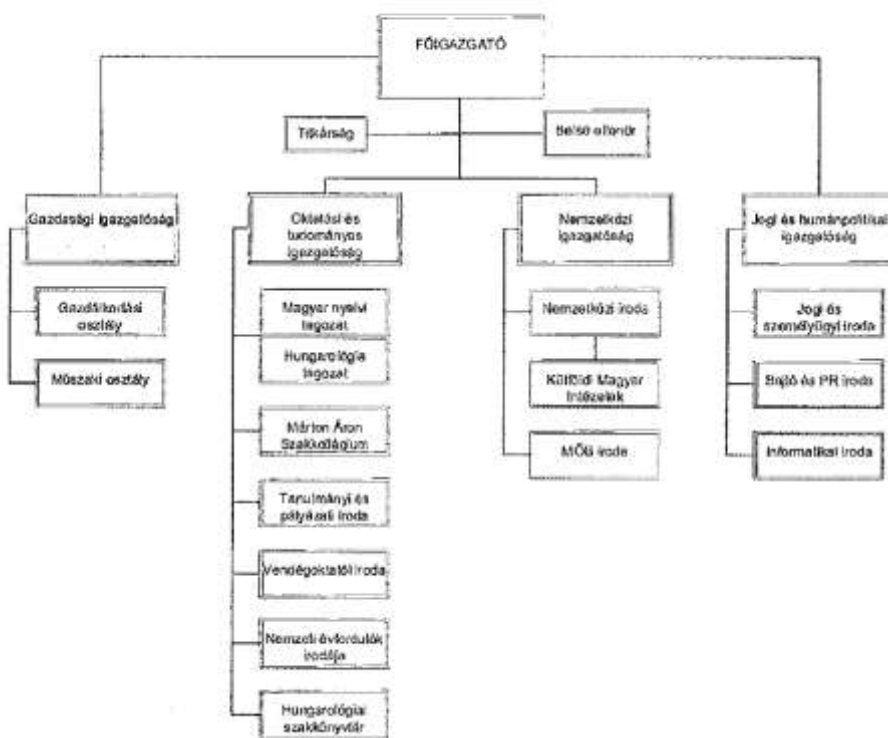 FŐIGAZGATÓ
Titkárság
Belső ellenőr
Gazdasági igazgatóság
Oktatási és
tudományos
igazgatóság
Nemzetközi
igazgatóság
Jogi és humánpolitikai
igazgatóság
Gazdálkodási
osztály
Műszaki osztály
Magyar nyelvi
tagozat
Hungarológia
tagozat
Márton Áron
Szakkollégium
Tanulmányi és
pályázati iroda
Vendégoktatói iroda
Nemzeti évfordulók
irodája
Hungarológiai
szakkönyvtár
Nemzetközi iroda
Külföldi Magyar
Intézetek
MÖB iroda
Jogi és
személyügyi iroda
Sajtó és PR iroda
Informatikai iroda